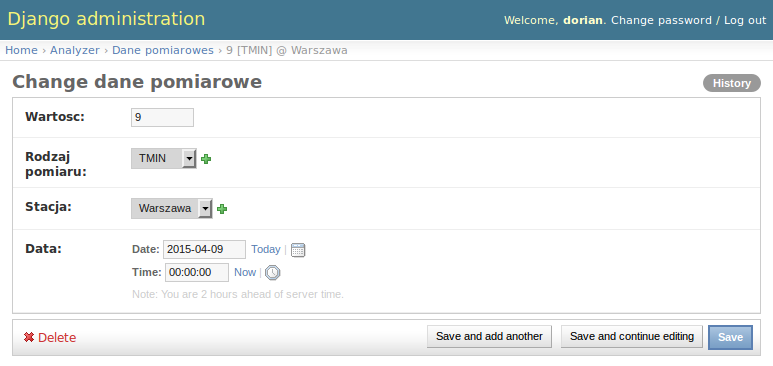 Django administration
Welcome, dorian. Change password / Log out
Home › Analyzer › Dane pomiarowes › 9 [TMIN] @ Warszawa
Change dane pomiarowe
History
Wartosc: 9
Rodzaj pomiaru: TMIN
Stacja: Warszawa
Data: Date: 2015-04-09 Today |
Time: 00:00:00 Now |
Note: You are 2 hours ahead of server time.
Delete
Save and add another
Save and continue editing
Save